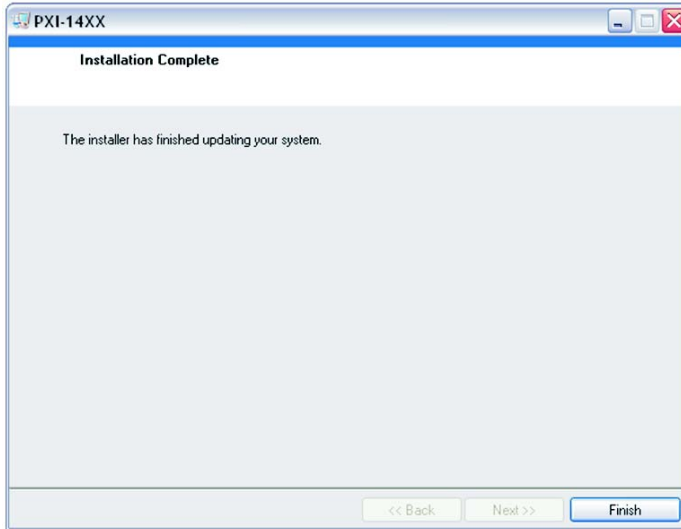 PXI-14XX
Installation Complete
The installer has finished updating your system.
<< Back Next >> Finish